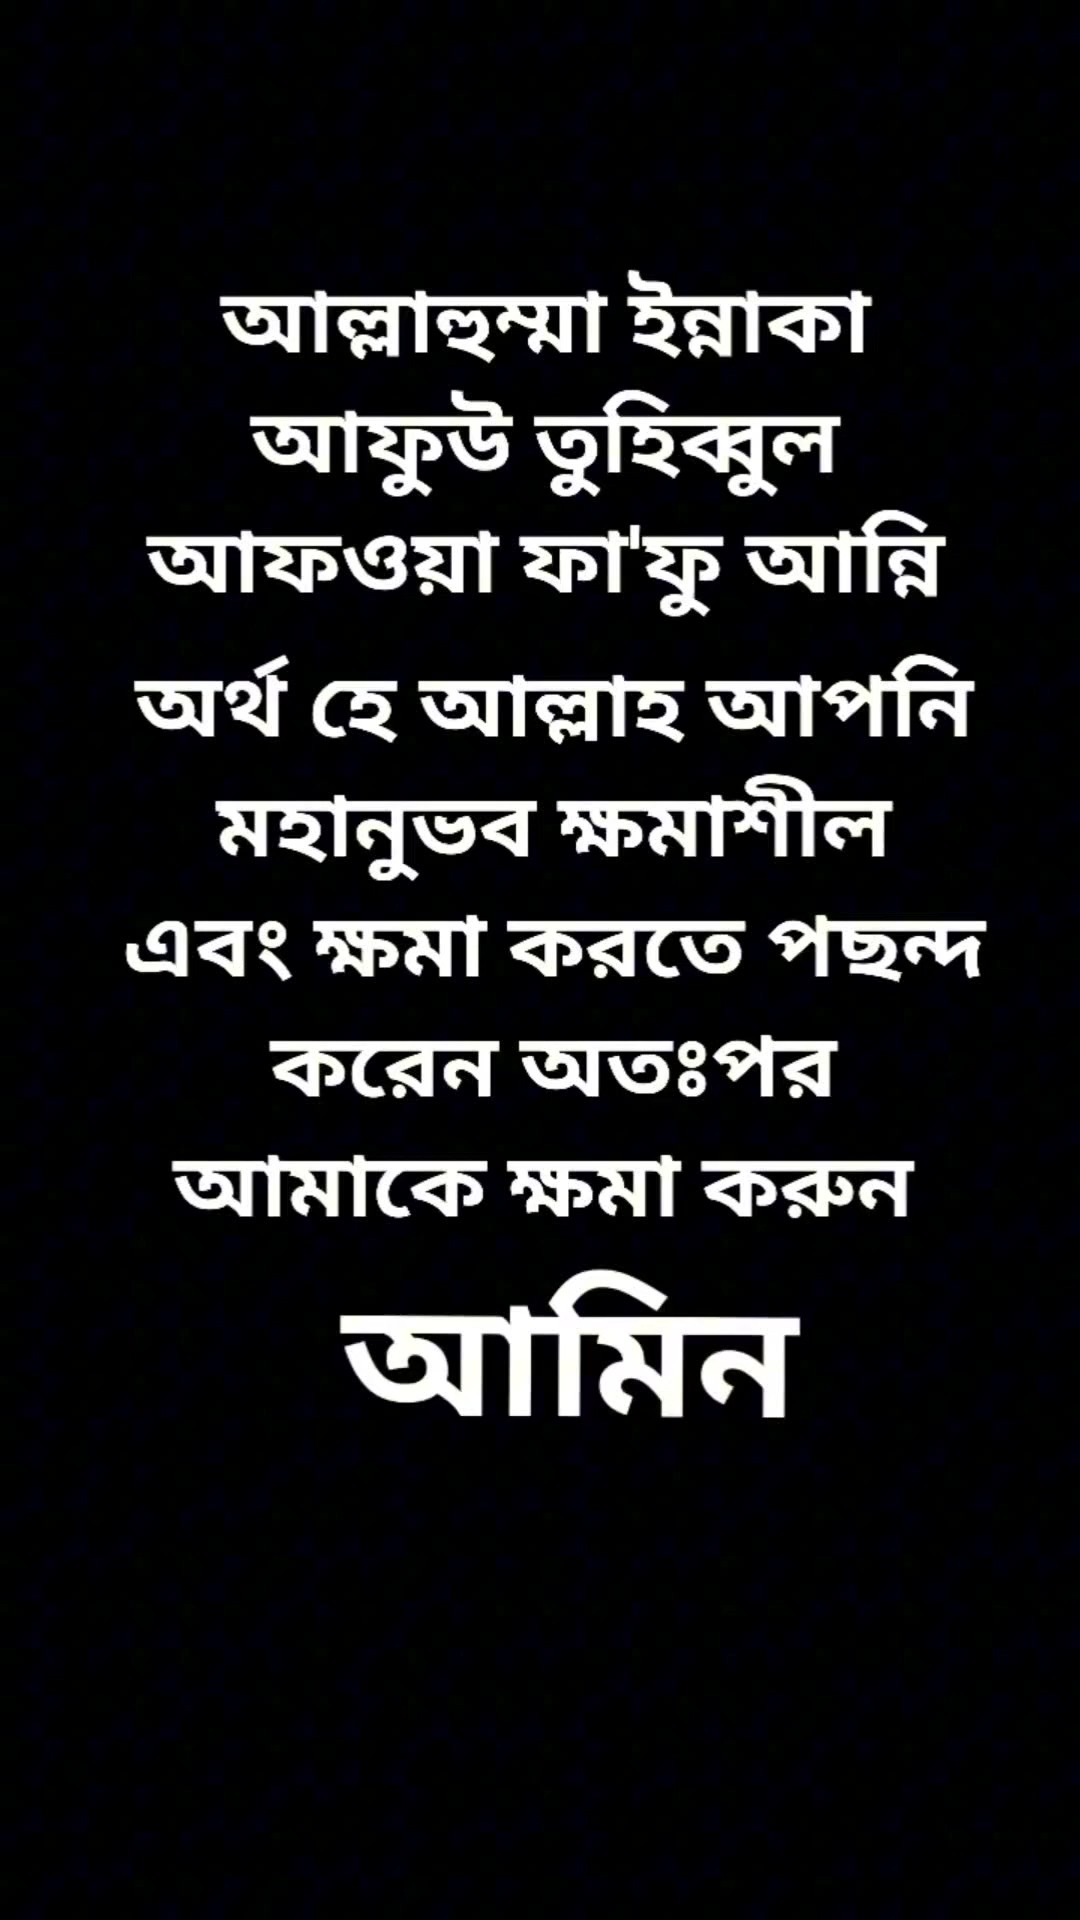 আল্লাহুম্মা ইন্নাকা
আফুউ তুহিব্বুল
আফওয়া ফা'ফু আন্নি
অর্থ হে আল্লাহ আপনি
মহানুভব ক্ষমাশীল
এবং ক্ষমা করতে পছন্দ
করেন অতঃপর
আমাকে ক্ষমা করুন
আমিন